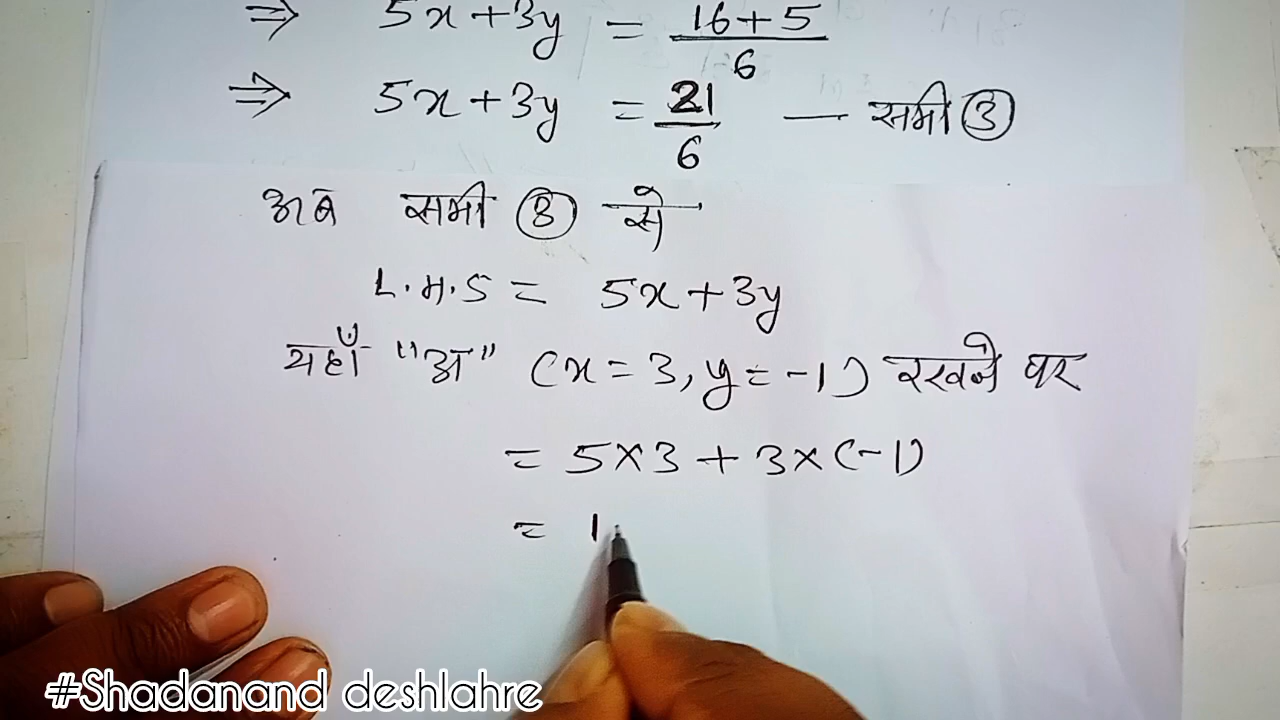 ⇒ 5x+3y = 16+5/6
⇒ 5x+3y = 21/6 — समी ③
अब समी ③ से
L.H.S = 5x+3y
यहाँ "अ" (x=3, y=-1) रखने पर
= 5×3 + 3×(-1)
= 1
#Shadanand deshlahre